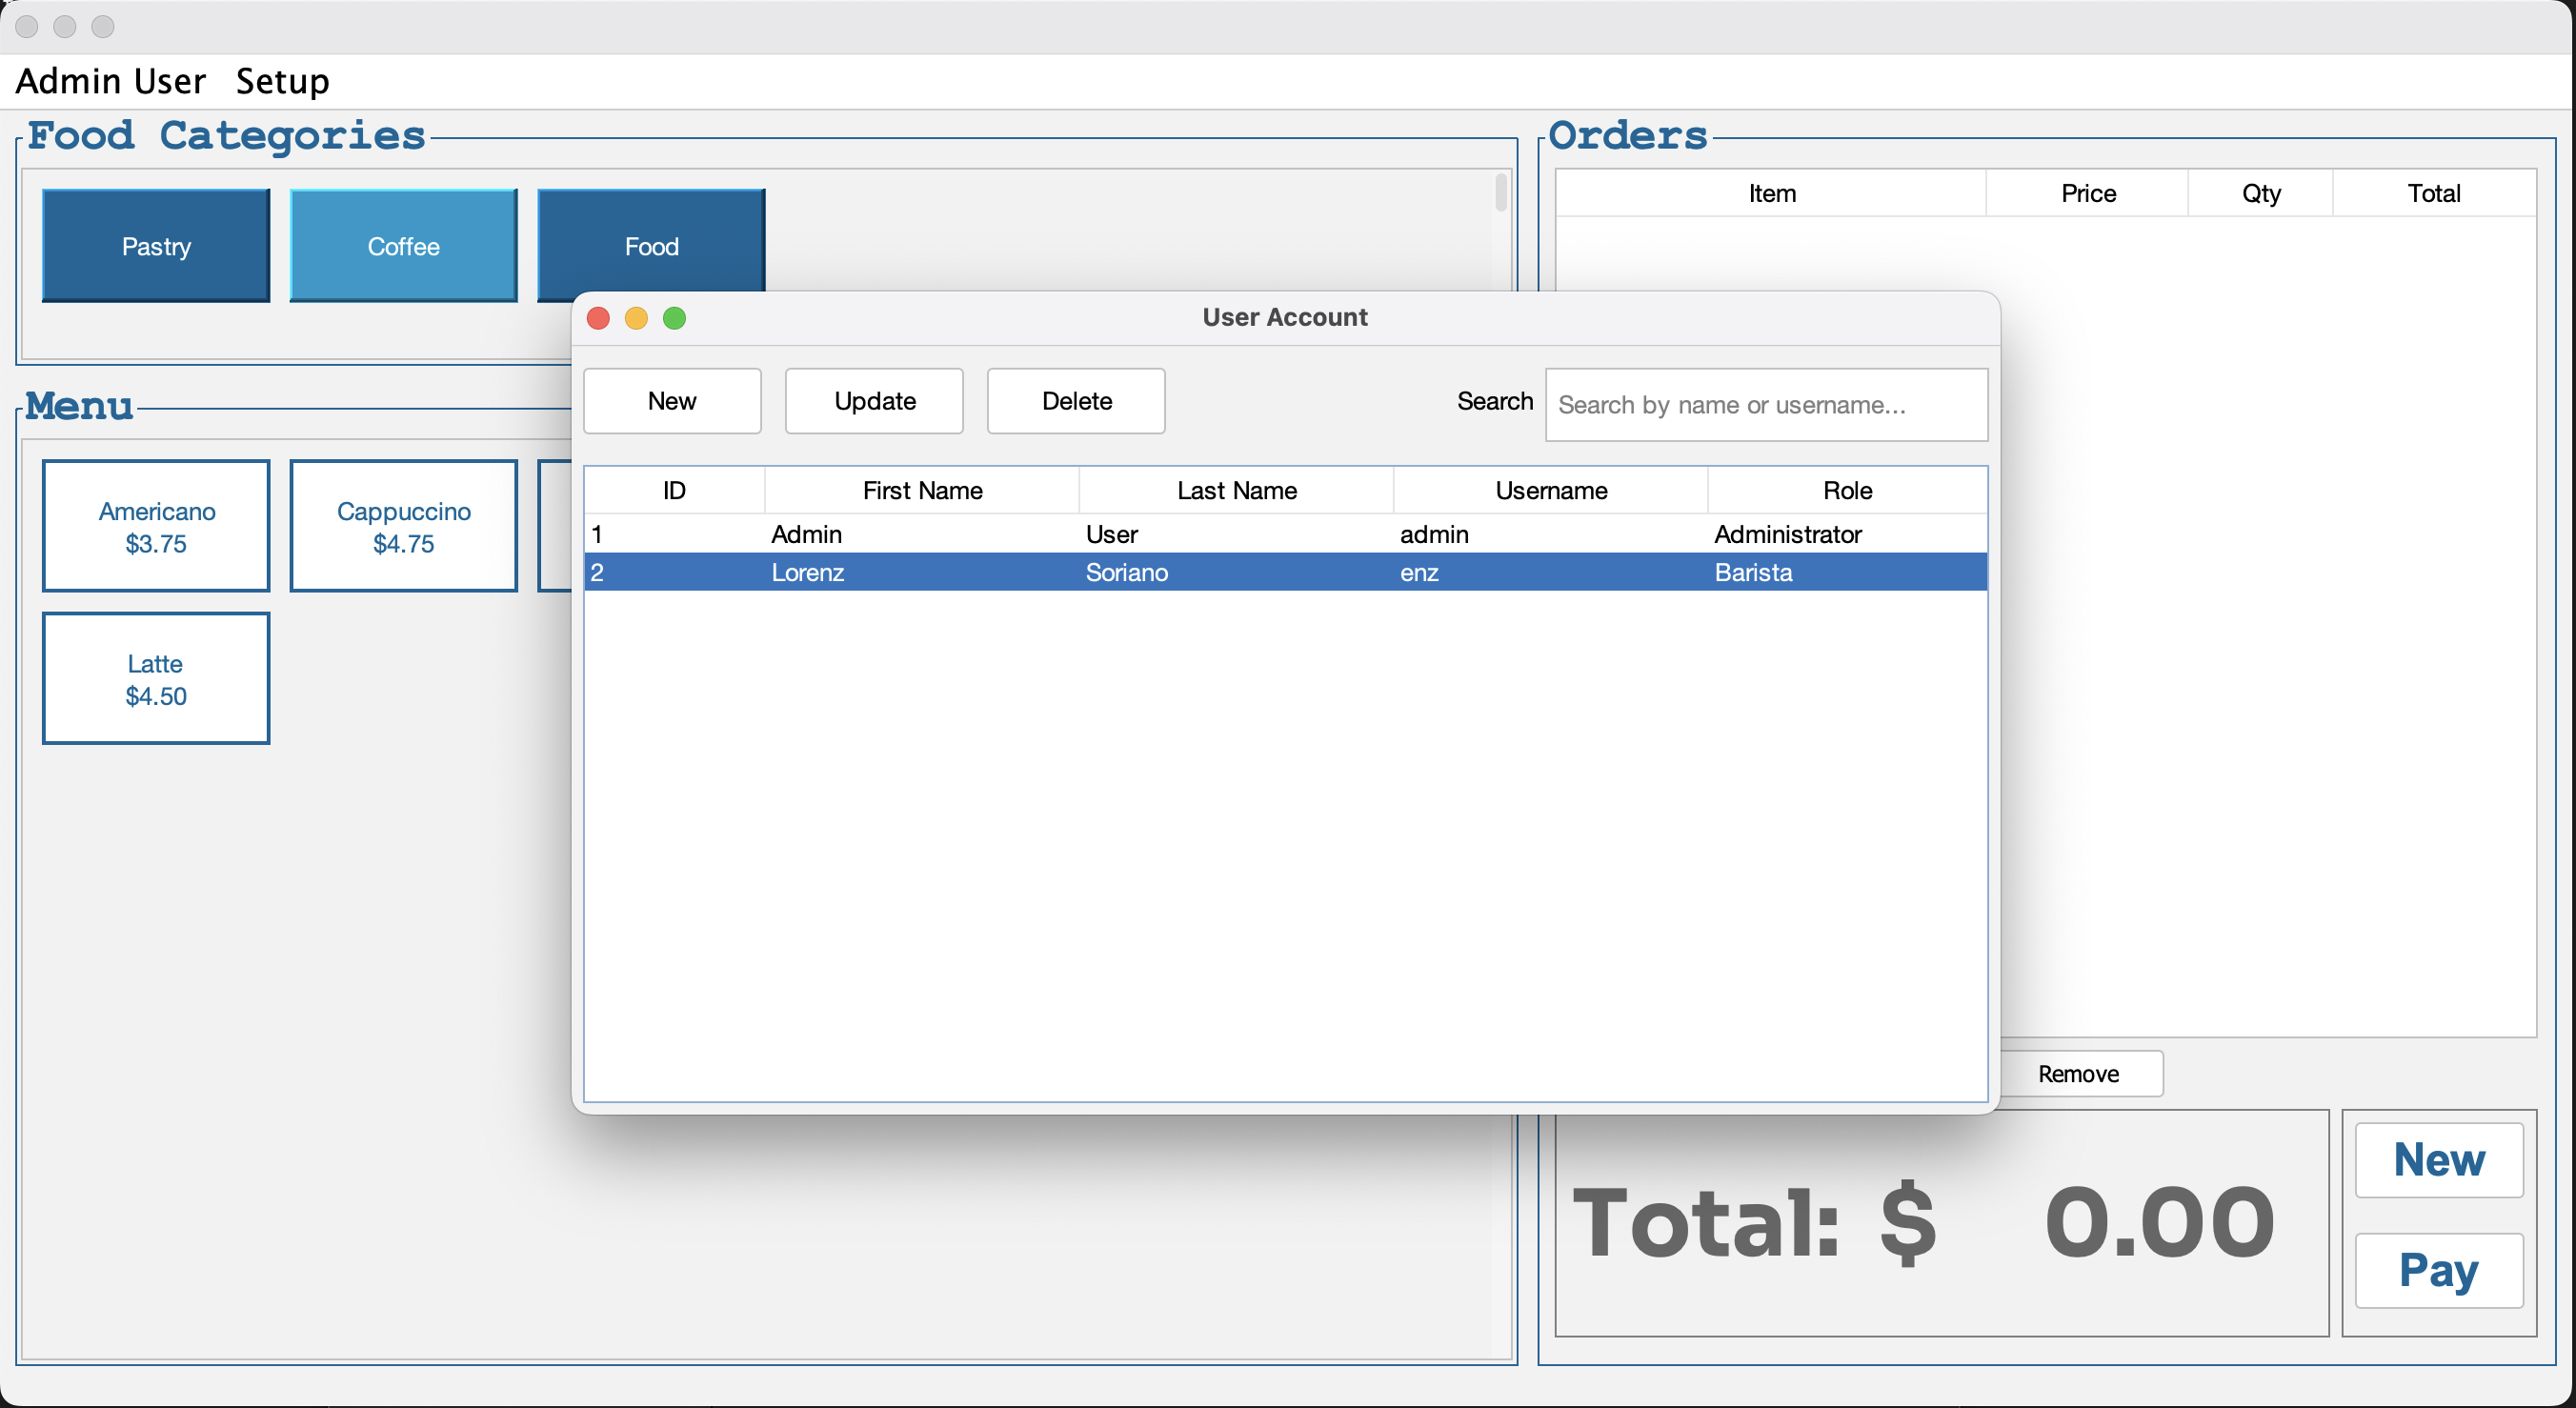 Admin User Setup
Food Categories
Pastry Coffee Food
Menu
Americano
$3.75
Cappuccino
$4.75
Latte
$4.50
Orders
Item Price Qty Total
User Account
New Update Delete Search Search by name or username...
ID First Name Last Name Username Role
1 Admin User admin Administrator
2 Lorenz Soriano enz Barista
Remove
Total: $ 0.00
New
Pay